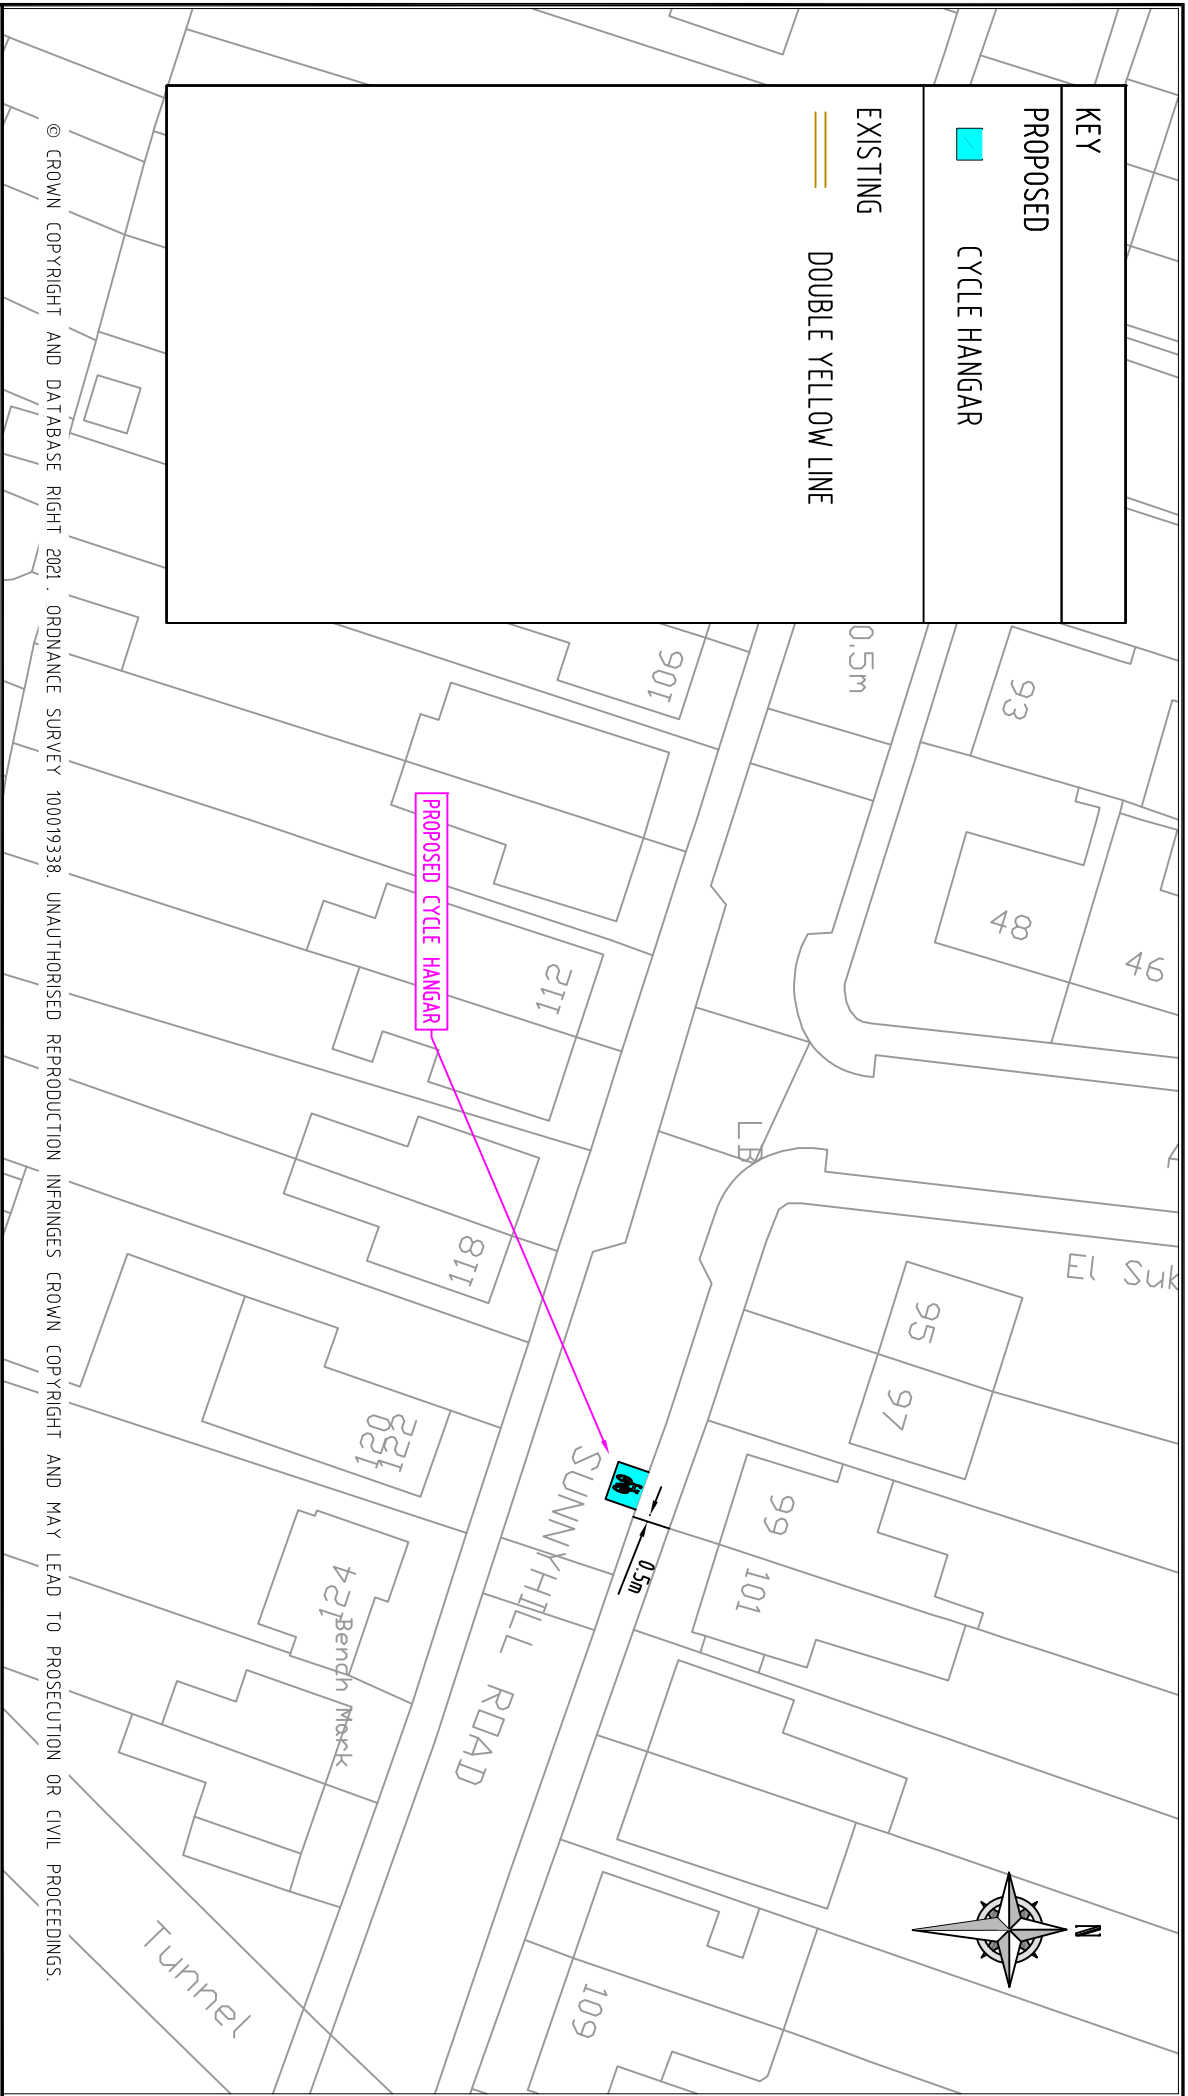 KEY
PROPOSED
CYCLE HANGAR
EXISTING
DOUBLE YELLOW LINE
N
0.5m
93
48
46
106
112
118
120
122
124
Bench Mark
LB
El Suk
95
97
99
101
109
PROPOSED CYCLE HANGAR
0.5m
SUNNYHILL ROAD
Tunnel
© CROWN COPYRIGHT AND DATABASE RIGHT 2021 . ORDNANCE SURVEY 100019338. UNAUTHORISED REPRODUCTION INFRINGES CROWN COPYRIGHT AND MAY LEAD TO PROSECUTION OR CIVIL PROCEEDINGS.